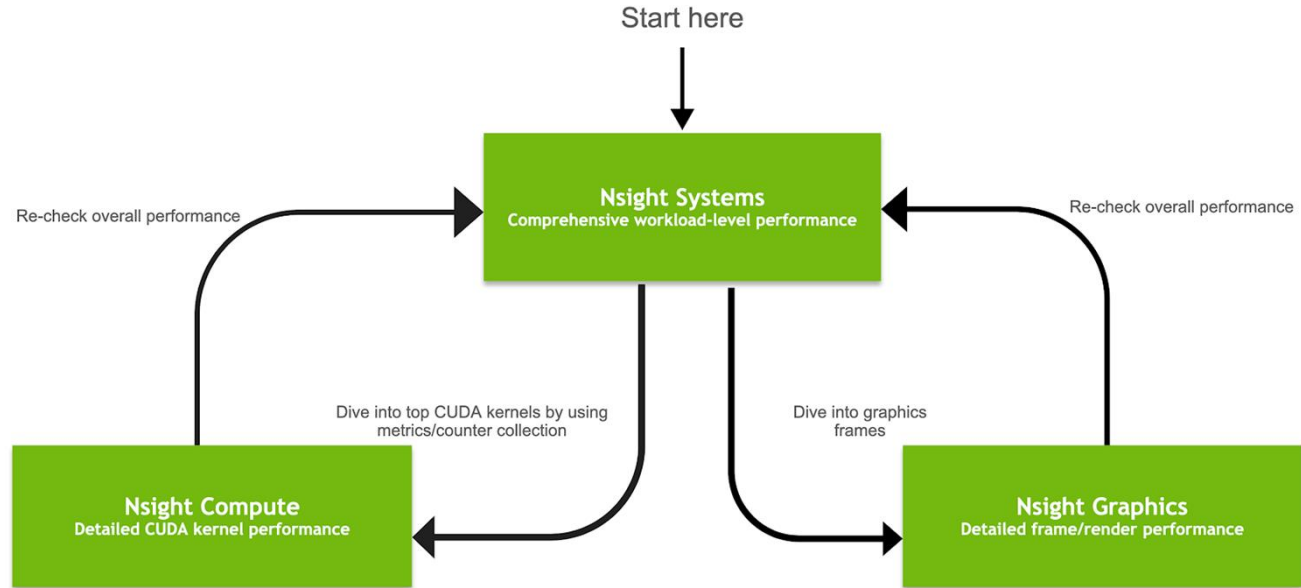 Start here
Nsight Systems
Comprehensive workload-level performance
Re-check overall performance
Re-check overall performance
Dive into top CUDA kernels by using
metrics/counter collection
Dive into graphics
frames
Nsight Compute
Detailed CUDA kernel performance
Nsight Graphics
Detailed frame/render performance